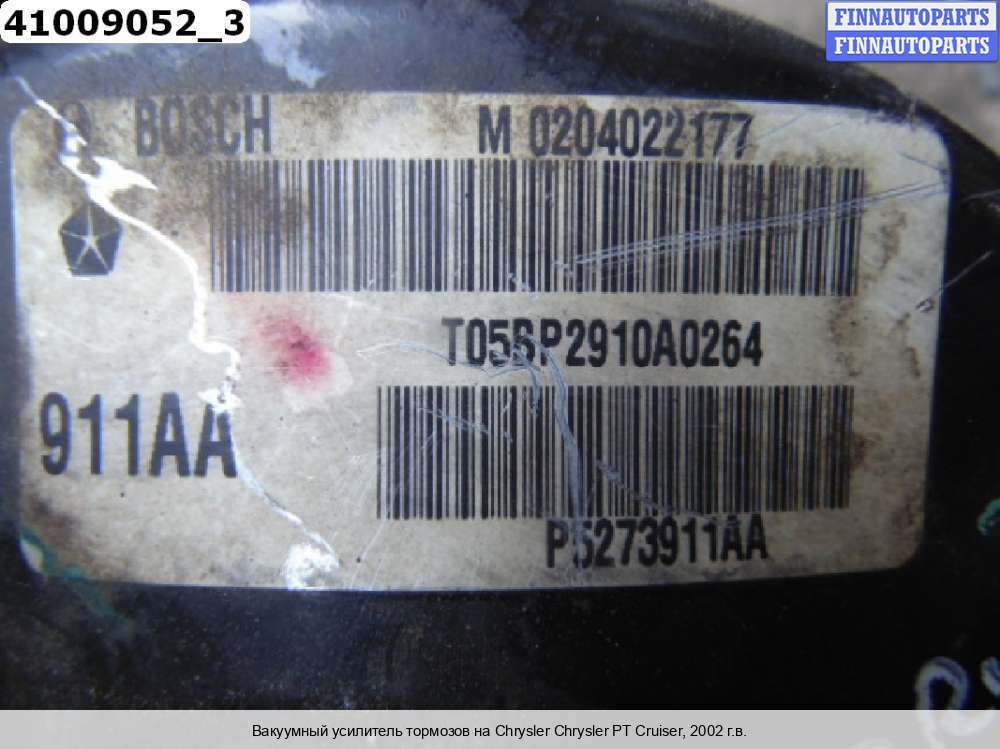 41009052_3
FINNAUTOPARTS
FINNAUTOPARTS
BOSCH M 0204022177
T05BP2910A0264
911AA
P5273911AA
Вакуумный усилитель тормозов на Chrysler Chrysler PT Cruiser, 2002 г.в.